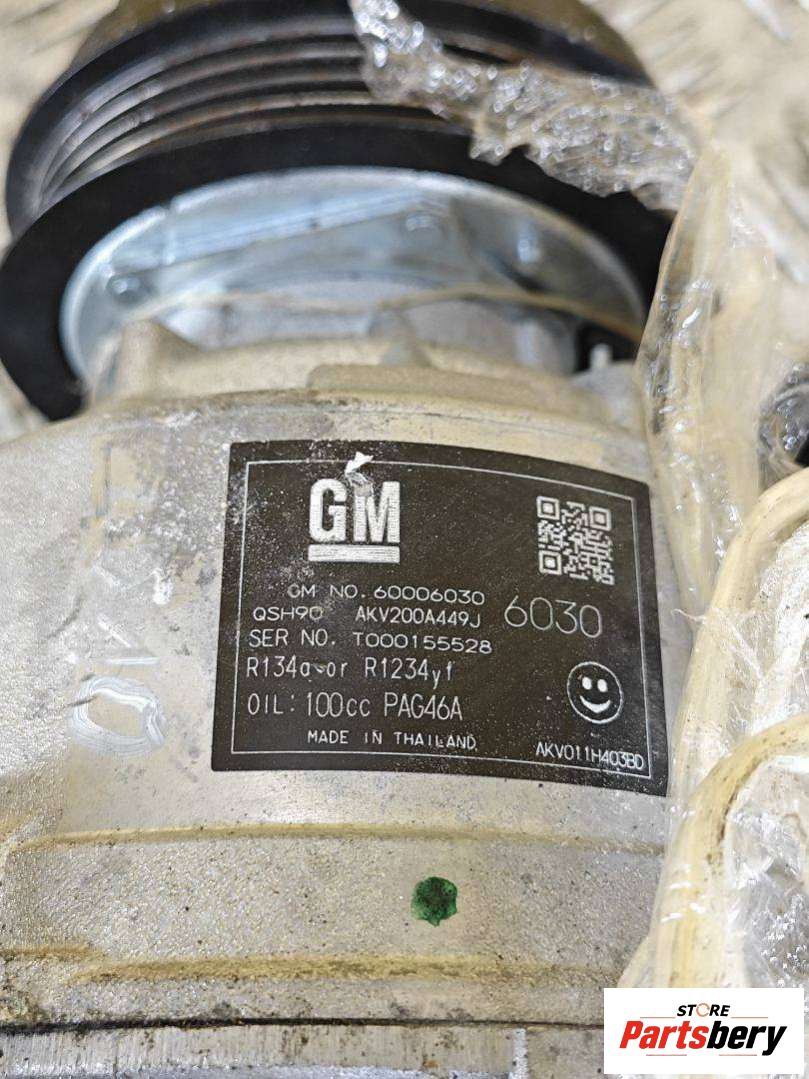 GM
GM NO. 60006030
QSH90 AKV200A449J
6030
SER NO. T000155528
R134a or R1234yf
OIL: 100cc PAG46A
MADE IN THAILAND
AKV011H403BD
STORE
Partsbery